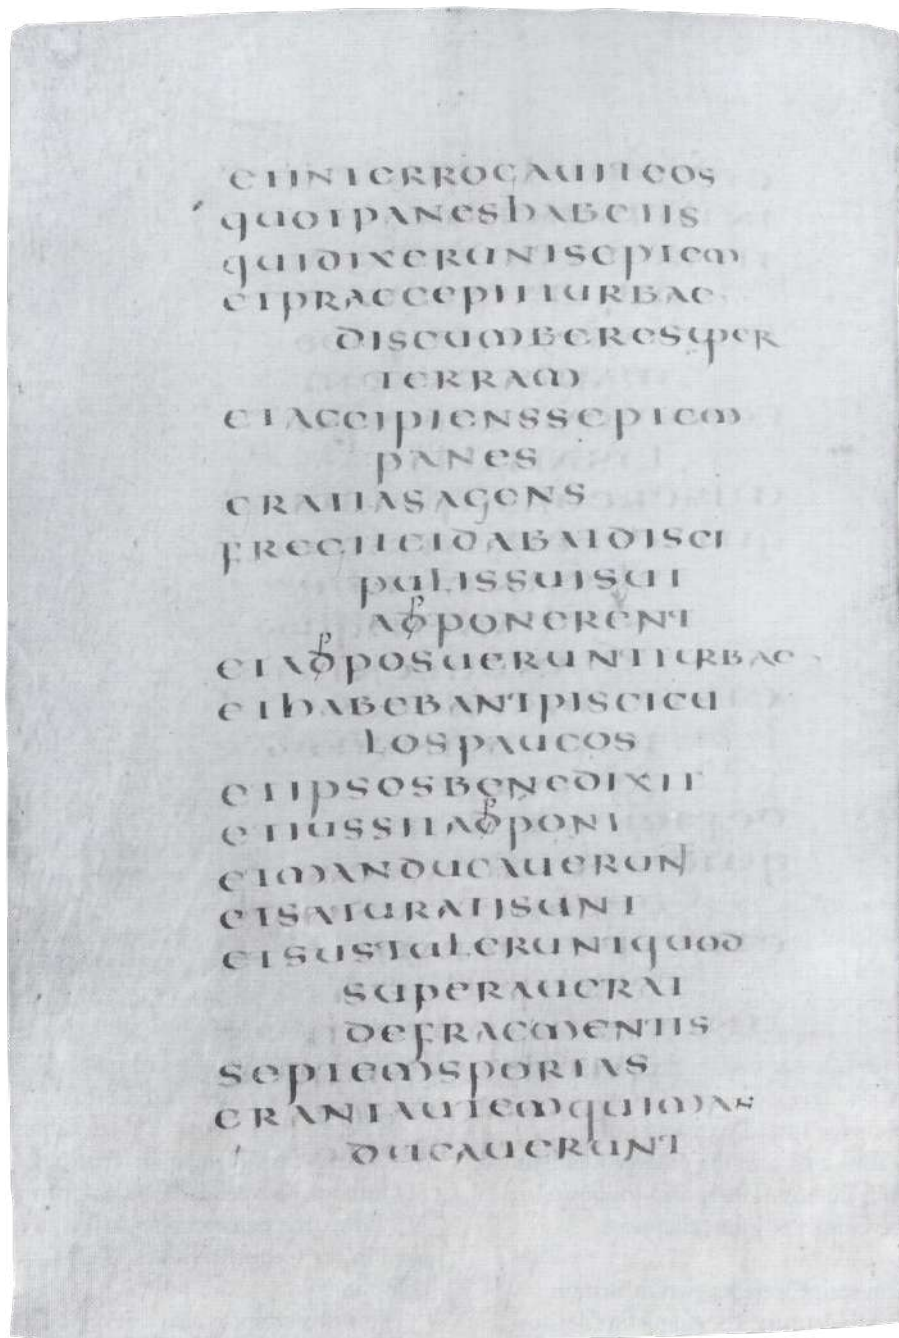 ETINTERROGAUITEOS
QUOTPANESHABETIS
QUIDIXERUNTSEPTEM
ETPRAECEPITTURBAE
DISCUMBERESUPER
TERRAM
ETACCIPIENSSEPTEM
PANES
GRATIASAGENS
FREGITETDABATDISCI
PULISSUISUT
ADPONERENT
ETADPOSUERUNTTURBAE
ETHABEBANTPISCICU
LOSPAUCOS
ETIPSOSBENEDIXIT
ETIUSSITADPONI
ETMANDUCAUERUNT
ETSATURATISUNT
ETSUSTULERUNTQUOD
SUPERAUERAT
DEFRAGMENTIS
SEPTEMSPORTAS
ERANTAUTEMQUIMAN
DUCAUERUNT